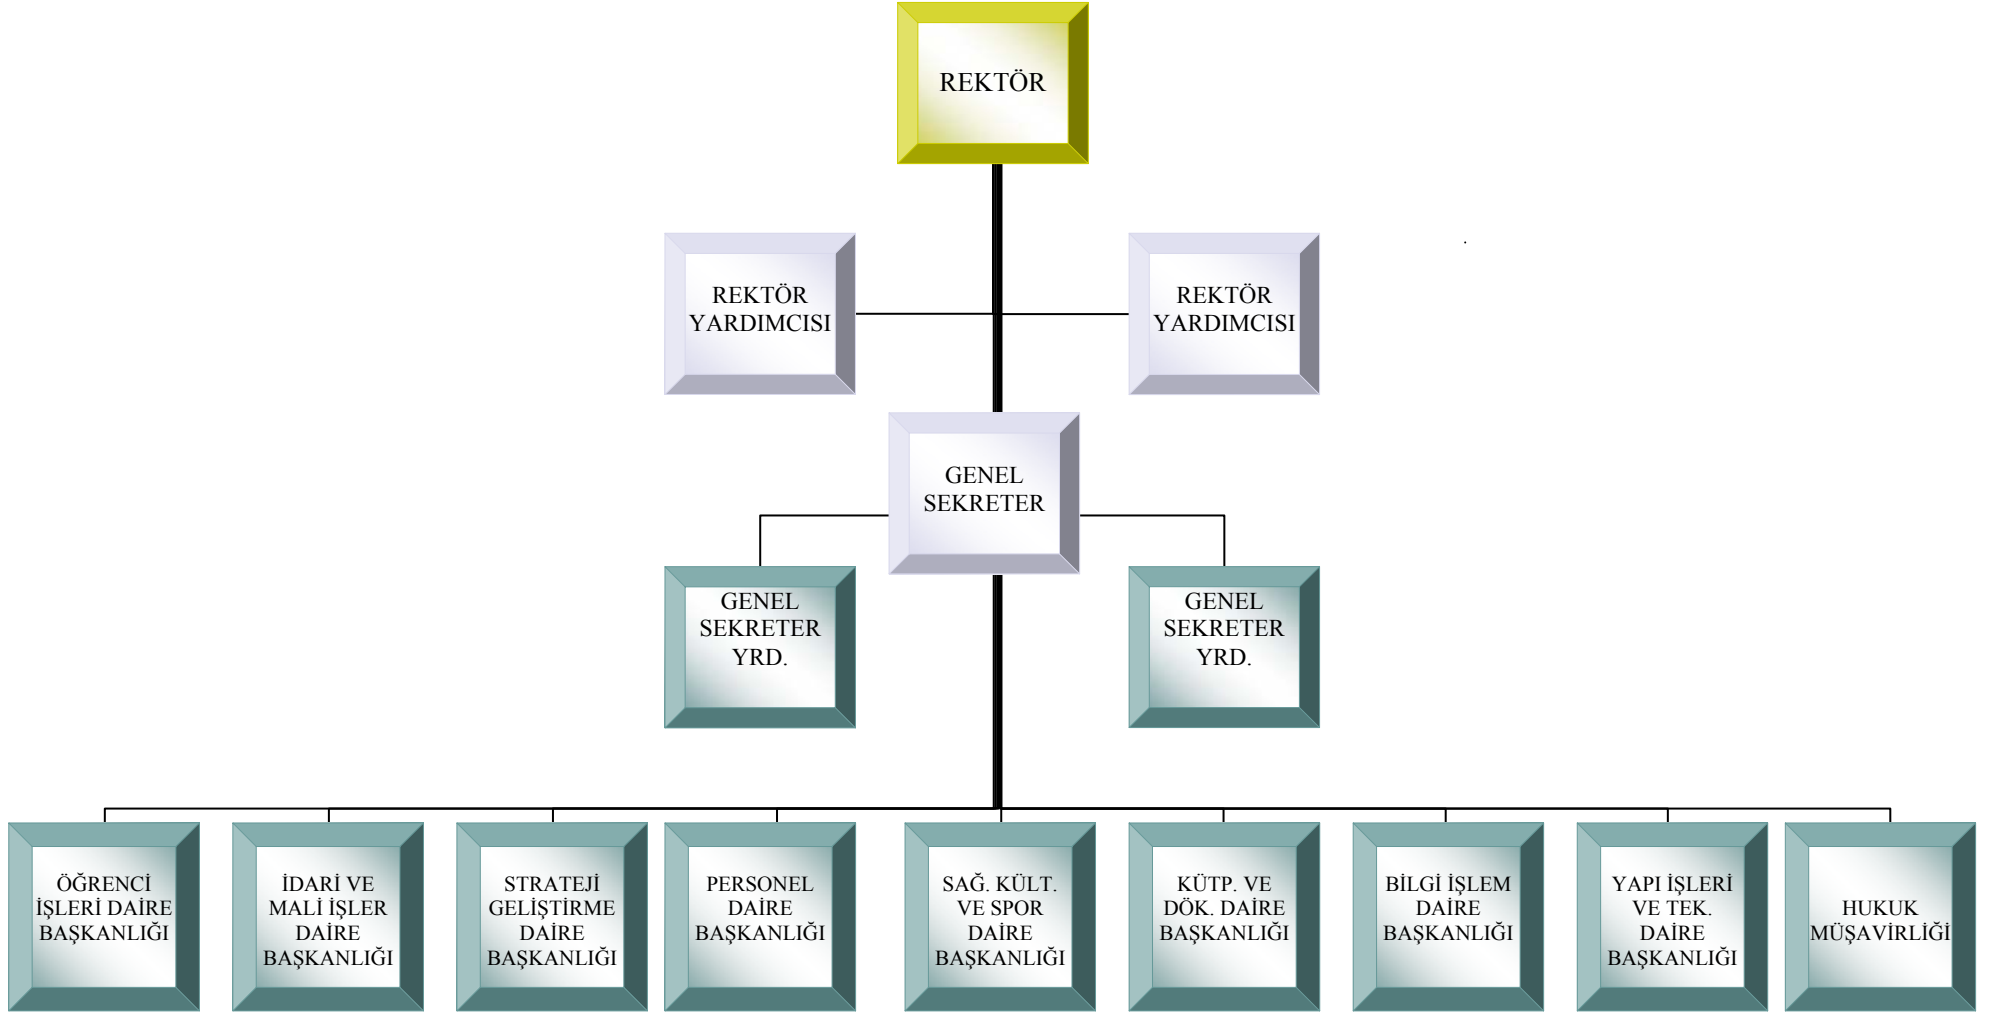 REKTÖR
REKTÖR
YARDIMCISI
REKTÖR
YARDIMCISI
.
GENEL
SEKRETER
GENEL
SEKRETER
YRD.
GENEL
SEKRETER
YRD.
ÖĞRENCİ
İŞLERİ DAİRE
BAŞKANLIĞI
İDARİ VE
MALİ İŞLER
DAİRE
BAŞKANLIĞI
STRATEJİ
GELİŞTİRME
DAİRE
BAŞKANLIĞI
PERSONEL
DAİRE
BAŞKANLIĞI
SAĞ. KÜLT.
VE SPOR
DAİRE
BAŞKANLIĞI
KÜTP. VE
DÖK. DAİRE
BAŞKANLIĞI
BİLGİ İŞLEM
DAİRE
BAŞKANLIĞI
YAPI İŞLERİ
VE TEK.
DAİRE
BAŞKANLIĞI
HUKUK
MÜŞAVİRLİĞİ